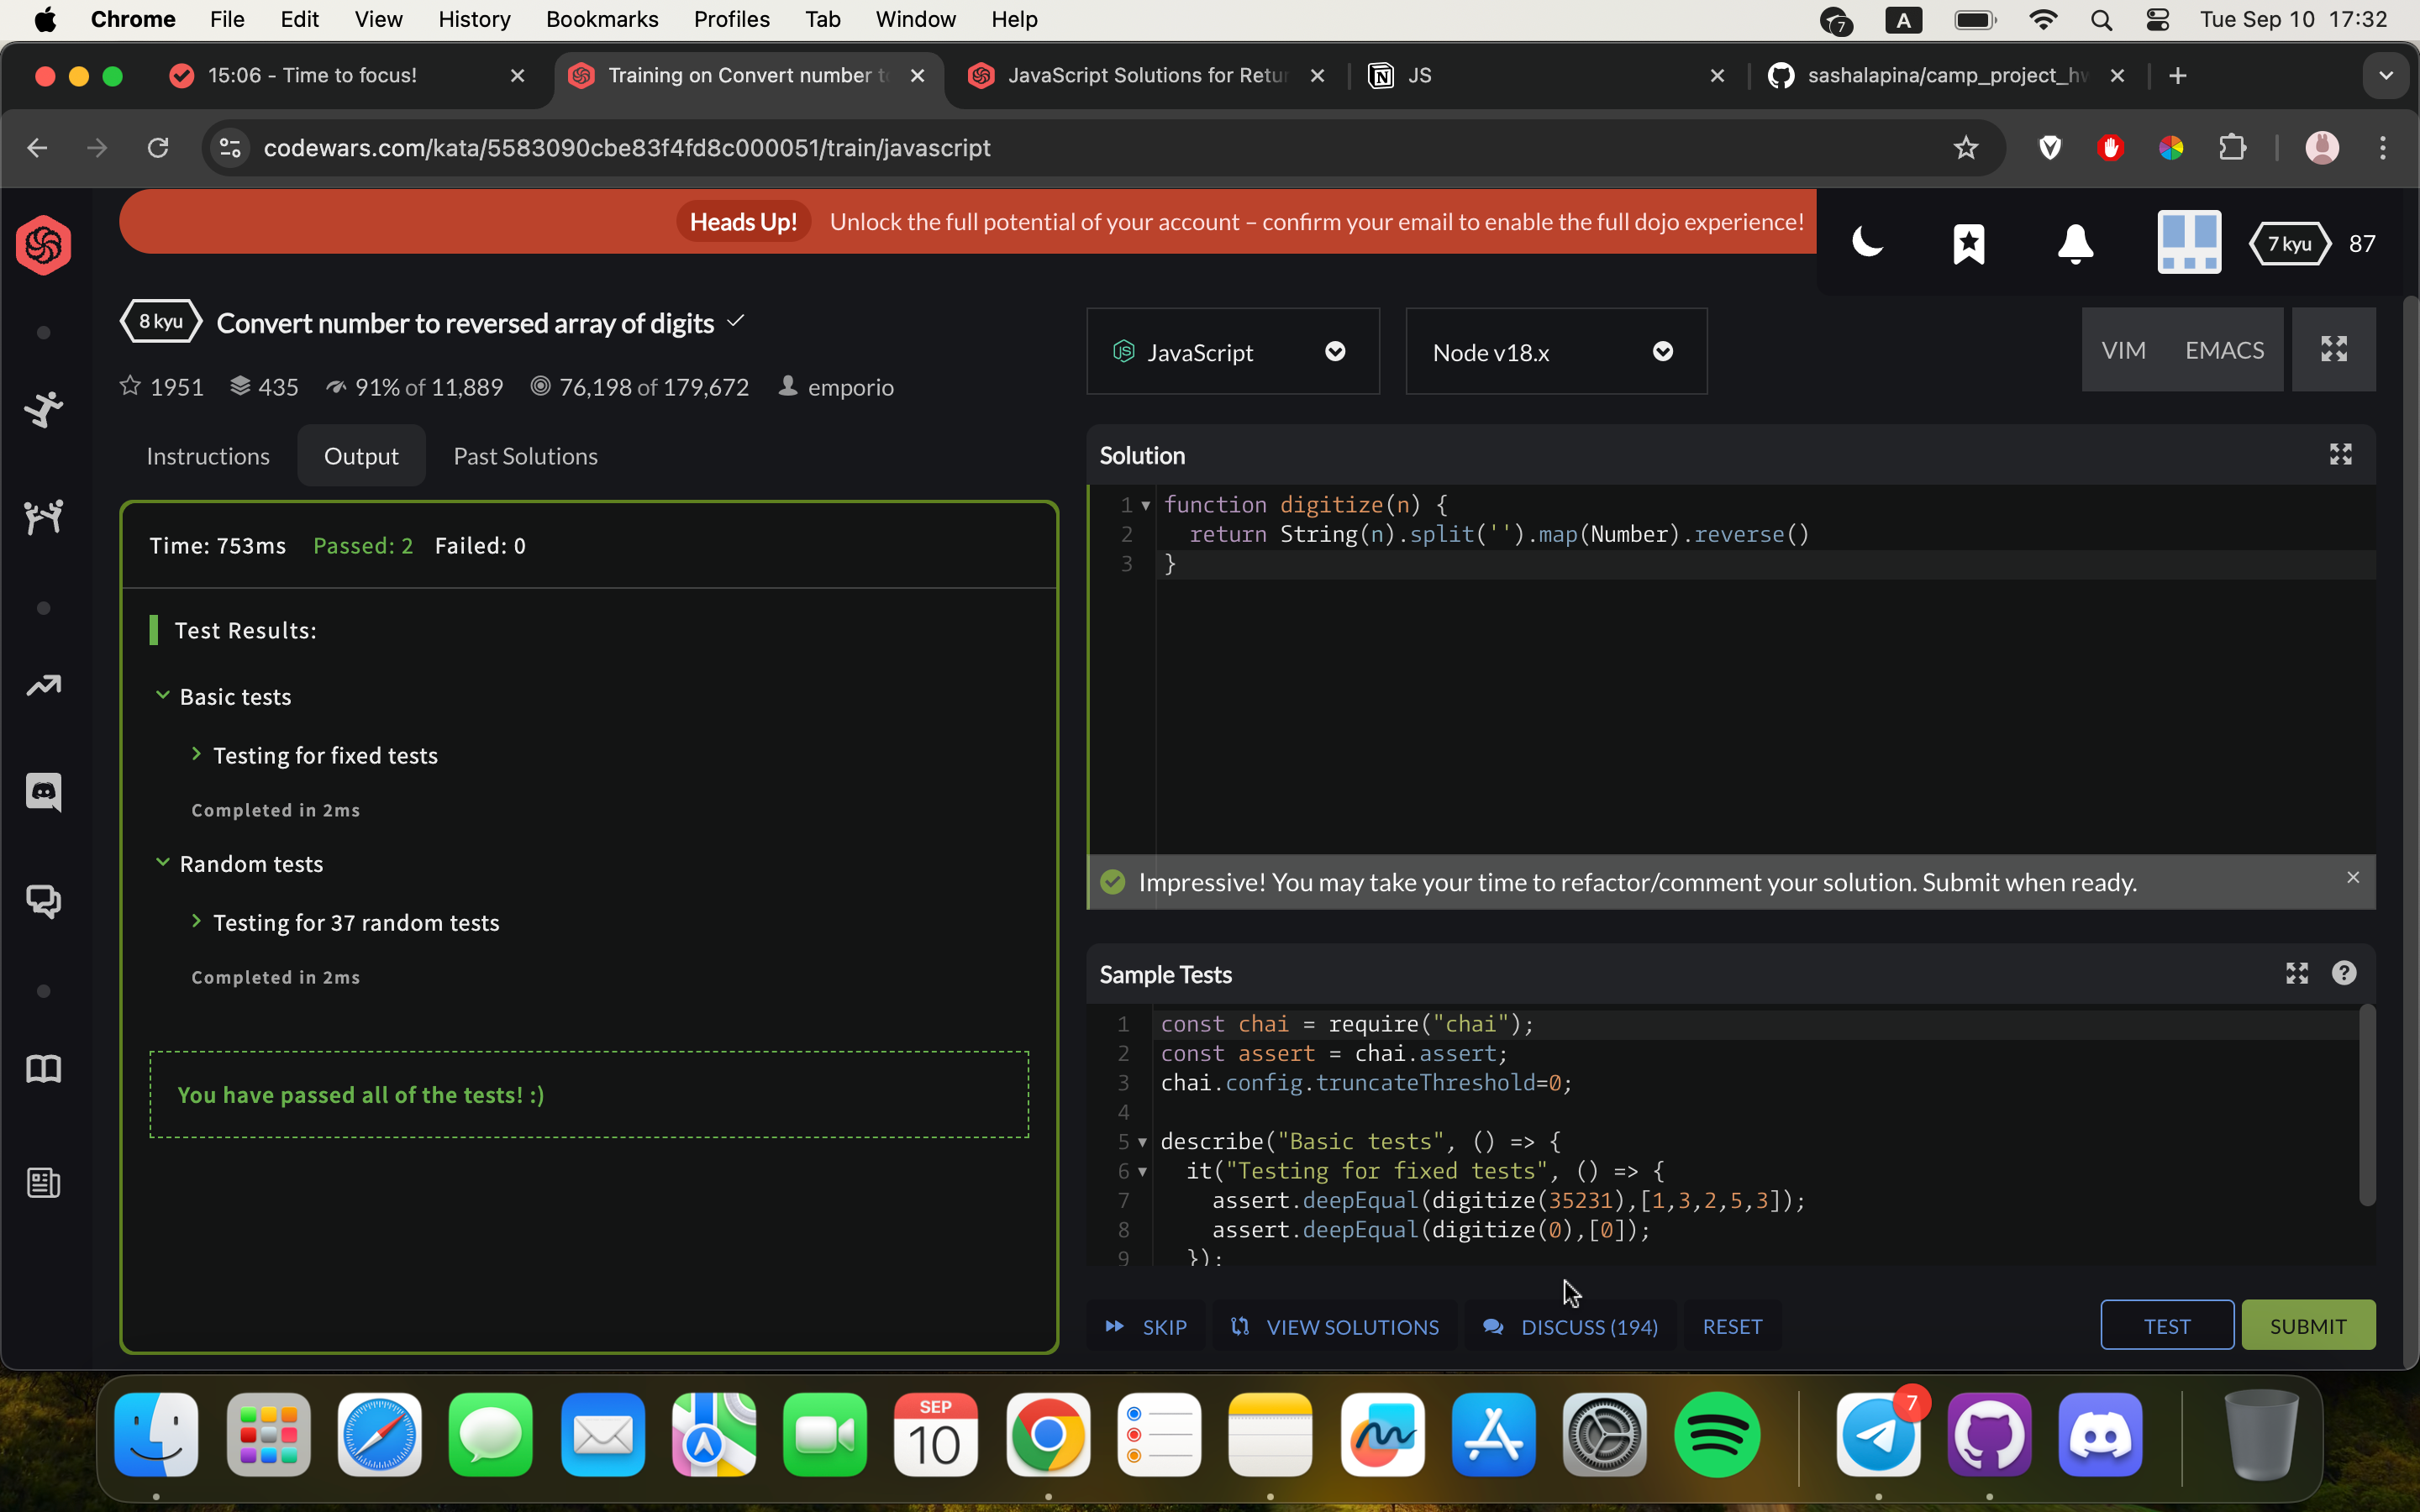 Chrome File Edit View History Bookmarks Profiles Tab Window Help 7 A Tue Sep 10 17:32
15:06 - Time to focus! Training on Convert number t JavaScript Solutions for Retu JS sashalapina/camp_project_hw
codewars.com/kata/5583090cbe83f4fd8c000051/train/javascript
Heads Up! Unlock the full potential of your account – confirm your email to enable the full dojo experience!
7 kyu 87
8 kyu Convert number to reversed array of digits
1951 435 91% of 11,889 76,198 of 179,672 emporio
JavaScript Node v18.x VIM EMACS
Instructions Output Past Solutions
Time: 753ms Passed: 2 Failed: 0
Test Results:
Basic tests
Testing for fixed tests
Completed in 2ms
Random tests
Testing for 37 random tests
Completed in 2ms
You have passed all of the tests! :)
Solution
1 function digitize(n) {
2 return String(n).split('').map(Number).reverse()
3 }
Impressive! You may take your time to refactor/comment your solution. Submit when ready.
Sample Tests
1 const chai = require("chai");
2 const assert = chai.assert;
3 chai.config.truncateThreshold=0;
4
5 describe("Basic tests", () => {
6 it("Testing for fixed tests", () => {
7 assert.deepEqual(digitize(35231),[1,3,2,5,3]);
8 assert.deepEqual(digitize(0),[0]);
9 });
SKIP VIEW SOLUTIONS DISCUSS (194) RESET TEST SUBMIT
SEP
10
7